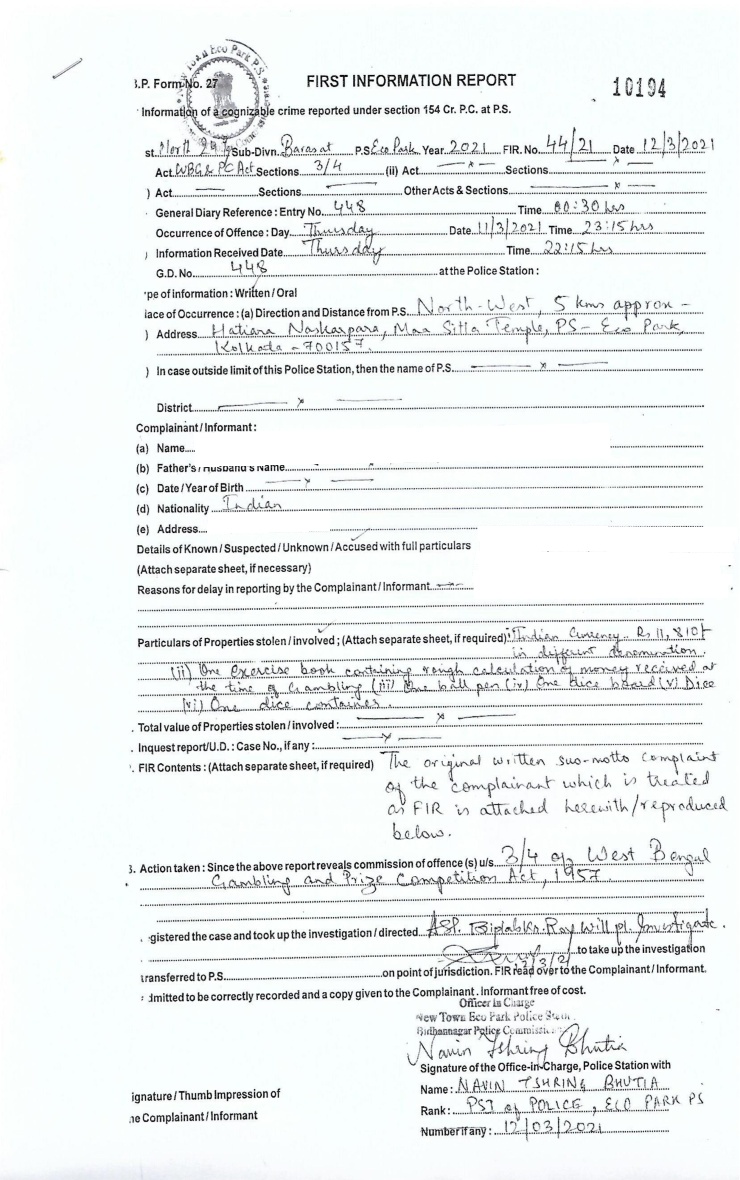 New Town Eco Park P.S.
.P. Form No. 27
FIRST INFORMATION REPORT
10194
Information of a cognizable crime reported under section 154 Cr. P.C. at P.S.
st. North 24 Sub-Divn. Barasat P.S Eco Park Year 2021 FIR. No. 44/21 Date 12/3/2021
Act. WBG & PC Act Sections 3/4 (ii) Act — x — Sections — x —
) Act — Sections — Other Acts & Sections — x —
General Diary Reference : Entry No. 448 Time 00:30 hrs
Occurrence of Offence : Day Thursday Date 11/3/2021 Time 23:15 hrs
) Information Received Date Thursday Time 22:15 hrs
G.D. No. 448 at the Police Station :
pe of information : Written / Oral
lace of Occurrence : (a) Direction and Distance from P.S. North-West, 5 kms approx -
) Address Hatiara Naskarpara, Maa Sitla Temple, PS- Eco Park,
Kolkata - 700157.
) In case outside limit of this Police Station, then the name of P.S. — x —
District — x —
Complainant / Informant :
(a) Name
(b) Father's / Husband's Name
(c) Date / Year of Birth — x —
(d) Nationality Indian
(e) Address
Details of Known / Suspected / Unknown / Accused with full particulars
(Attach separate sheet, if necessary)
Reasons for delay in reporting by the Complainant / Informant
Particulars of Properties stolen / involved ; (Attach separate sheet, if required) Indian Currency Rs 11,810/-
in different denomination.
(ii) One exercise book containing rough calculation of money received at
the time of Gambling (iii) One ball pen (iv) One dice board (v) Dice
(vi) One dice container.
. Total value of Properties stolen / involved : — x —
. Inquest report/U.D. : Case No., if any : — x —
. FIR Contents : (Attach separate sheet, if required) The original written suo-motto complaint
of the complainant which is treated
as FIR is attached herewith/reproduced
below.
3. Action taken : Since the above report reveals commission of offence (s) u/s. 3/4 of West Bengal
Gambling and Prize Competition Act, 1957
gistered the case and took up the investigation / directed ASI. Biplab Kr. Roy will pl. Investigate.
to take up the investigation
12/3/21
transferred to P.S. on point of jurisdiction. FIR read over to the Complainant / Informant.
dmitted to be correctly recorded and a copy given to the Complainant . Informant free of cost.
Officer in Charge
New Town Eco Park Police
Bidhannagar Police
Navin Tshring Bhutia
Signature of the Office-in-Charge, Police Station with
Name : NAVIN TSHRING BHUTIA
ignature / Thumb Impression of
Rank : PSI of POLICE, ECO PARK PS
he Complainant / Informant
Number if any : 12/03/2021